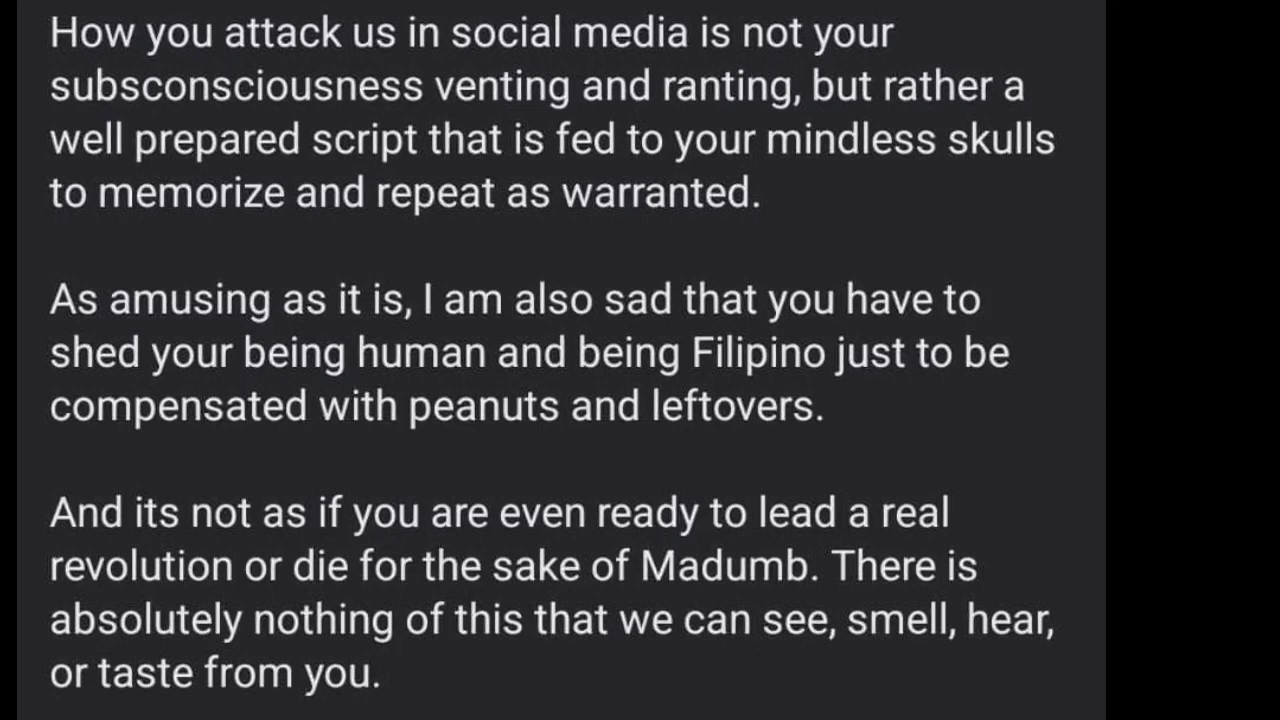 How you attack us in social media is not your
subsconsciousness venting and ranting, but rather a
well prepared script that is fed to your mindless skulls
to memorize and repeat as warranted.
As amusing as it is, I am also sad that you have to
shed your being human and being Filipino just to be
compensated with peanuts and leftovers.
And its not as if you are even ready to lead a real
revolution or die for the sake of Madumb. There is
absolutely nothing of this that we can see, smell, hear,
or taste from you.